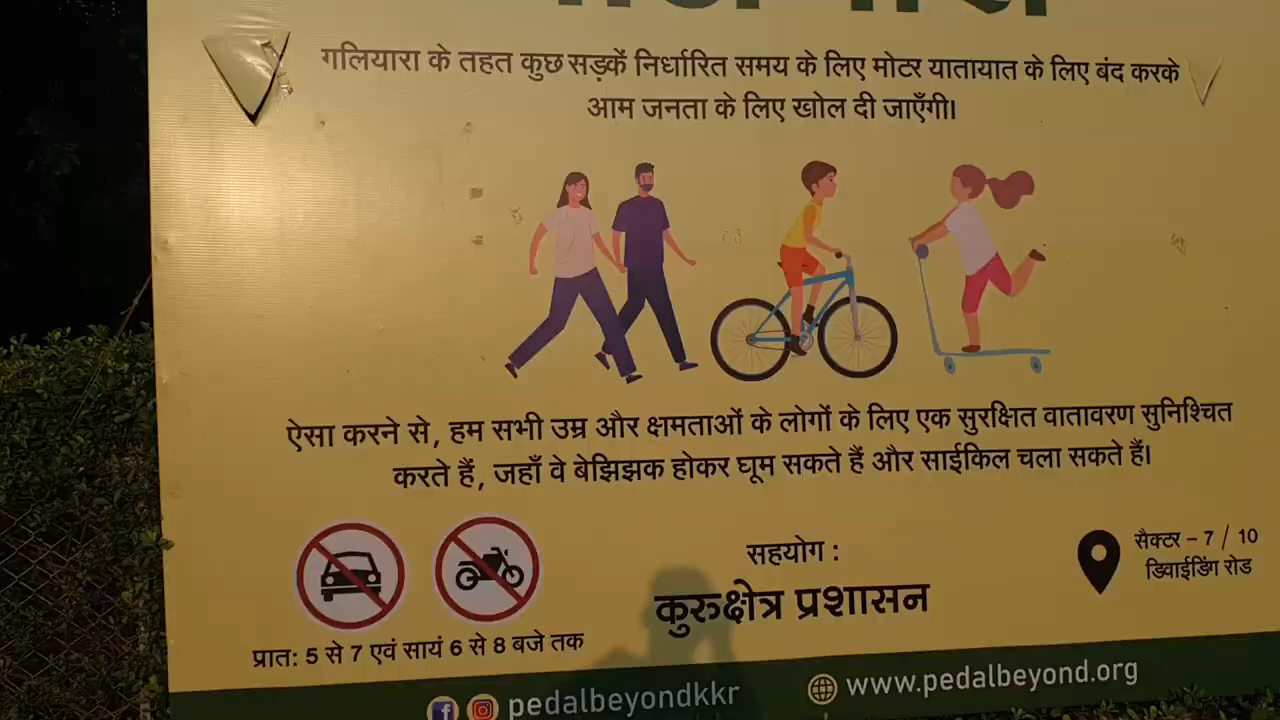 गलियारा के तहत कुछ सड़कें निर्धारित समय के लिए मोटर यातायात के लिए बंद करके
आम जनता के लिए खोल दी जाएँगी।
ऐसा करने से, हम सभी उम्र और क्षमताओं के लोगों के लिए एक सुरक्षित वातावरण सुनिश्चित
करते हैं, जहाँ वे बेझिझक होकर घूम सकते हैं और साईकिल चला सकते हैं।
प्रात: 5 से 7 एवं सायं 6 से 8 बजे तक
सहयोग :
कुरुक्षेत्र प्रशासन
सैक्टर – 7 / 10
डिवाईडिंग रोड
pedalbeyondkkr
www.pedalbeyond.org